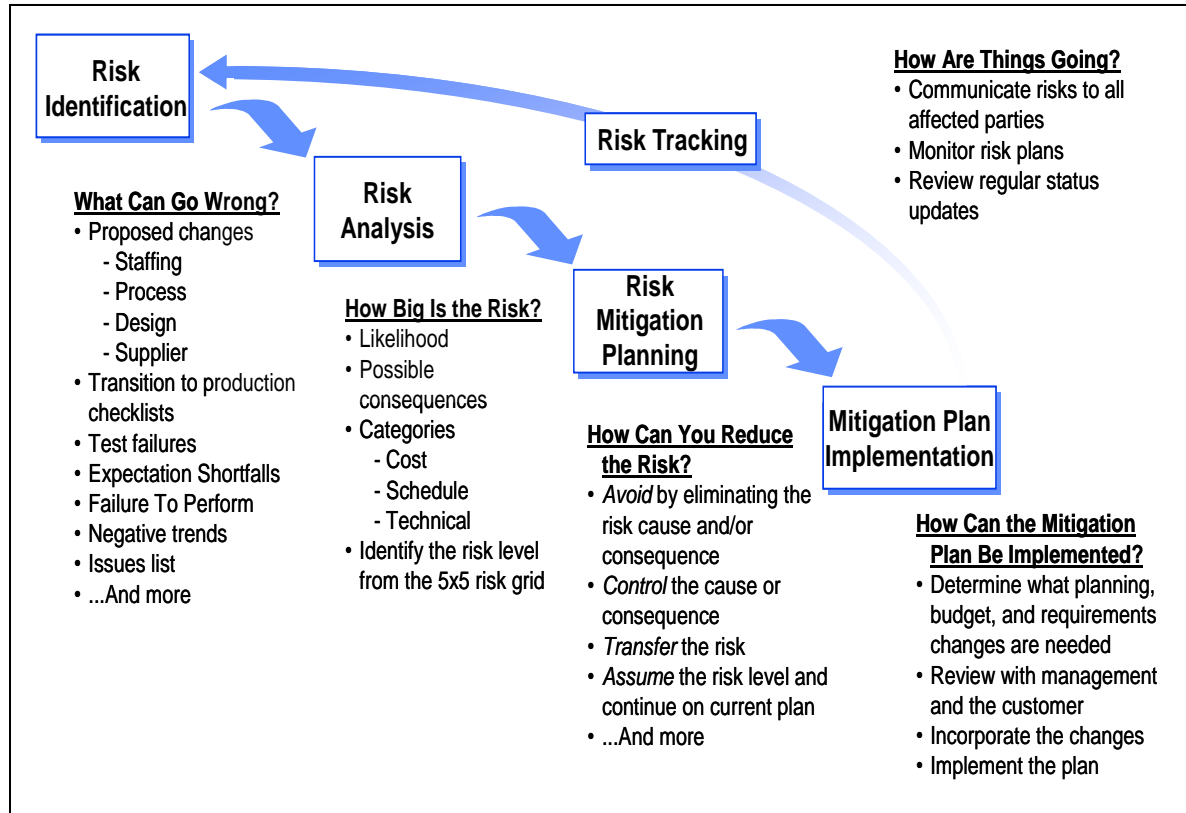 Risk
Identification
What Can Go Wrong?
• Proposed changes
- Staffing
- Process
- Design
- Supplier
• Transition to production
checklists
• Test failures
• Expectation Shortfalls
• Failure To Perform
• Negative trends
• Issues list
• ...And more
Risk
Analysis
How Big Is the Risk?
• Likelihood
• Possible
consequences
• Categories
- Cost
- Schedule
- Technical
• Identify the risk level
from the 5x5 risk grid
Risk
Mitigation
Planning
How Can You Reduce
the Risk?
• Avoid by eliminating the
risk cause and/or
consequence
• Control the cause or
consequence
• Transfer the risk
• Assume the risk level and
continue on current plan
• ...And more
Mitigation Plan
Implementation
How Can the Mitigation
Plan Be Implemented?
• Determine what planning,
budget, and requirements
changes are needed
• Review with management
and the customer
• Incorporate the changes
• Implement the plan
Risk Tracking
How Are Things Going?
• Communicate risks to all
affected parties
• Monitor risk plans
• Review regular status
updates